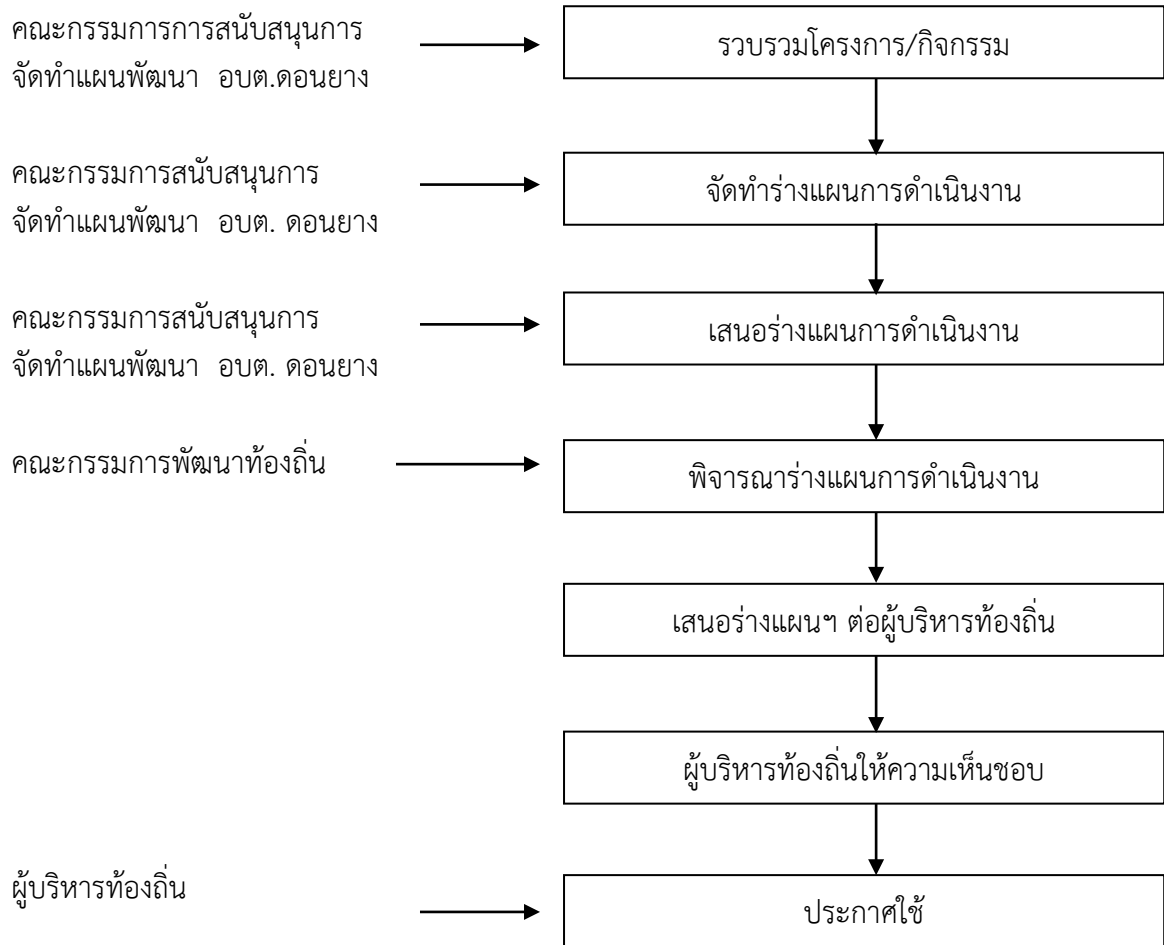 คณะกรรมการการสนับสนุนการ
จัดทำแผนพัฒนา อบต.ดอนยาง
รวบรวมโครงการ/กิจกรรม
คณะกรรมการสนับสนุนการ
จัดทำแผนพัฒนา อบต. ดอนยาง
จัดทำร่างแผนการดำเนินงาน
คณะกรรมการสนับสนุนการ
จัดทำแผนพัฒนา อบต. ดอนยาง
เสนอร่างแผนการดำเนินงาน
คณะกรรมการพัฒนาท้องถิ่น
พิจารณาร่างแผนการดำเนินงาน
เสนอร่างแผนฯ ต่อผู้บริหารท้องถิ่น
ผู้บริหารท้องถิ่นให้ความเห็นชอบ
ผู้บริหารท้องถิ่น
ประกาศใช้